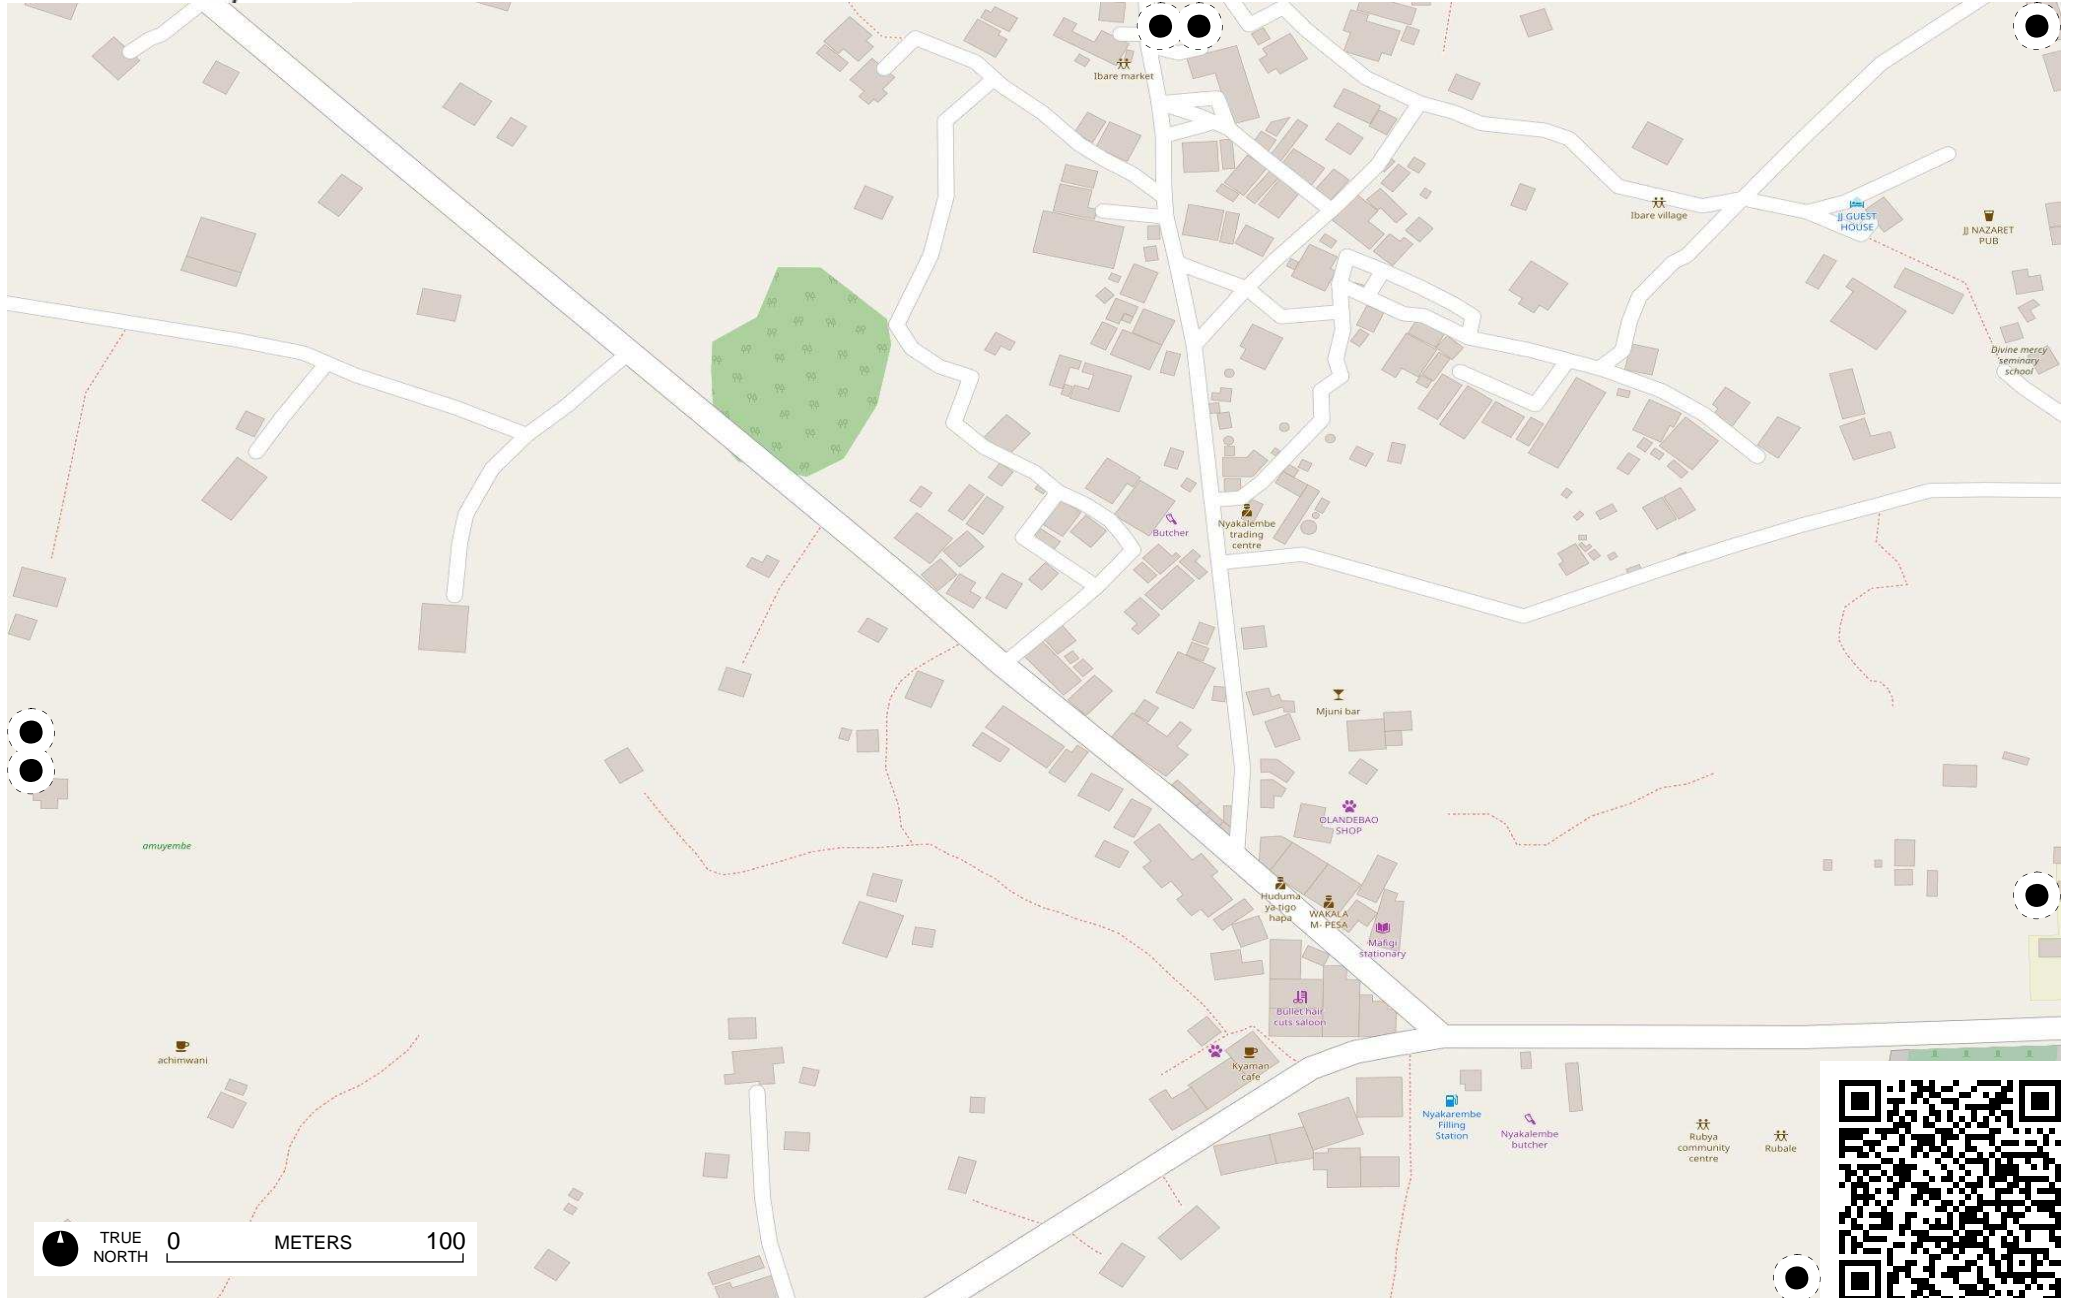 Ibare market
Ibare village
JJ GUEST
HOUSE
JJ NAZARET
PUB
Divine mercy
seminary
school
Butcher
Nyakalembe
trading
centre
Mjuni bar
OLANDEBAO
SHOP
amuyembe
Huduma
ya tigo
hapa
WAKALA
M- PESA
Mafigi
stationary
Bullet hair
cuts saloon
achimwani
Kyaman
cafe
Nyakarembe
Filling
Station
Nyakalembe
butcher
Rubya
community
centre
Rubale
TRUE
NORTH
0 METERS 100